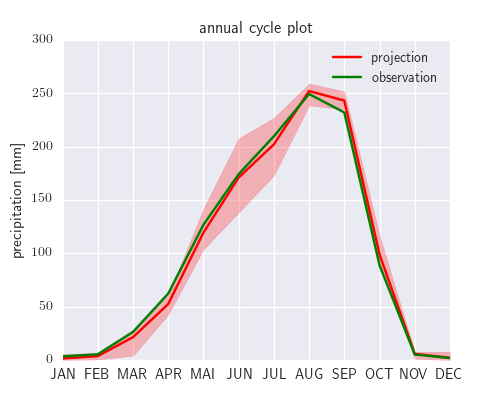 annual cycle plot
300
250
200
150
100
50
0
precipitation [mm]
projection
observation
JAN FEB MAR APR MAI JUN JUL AUG SEP OCT NOV DEC